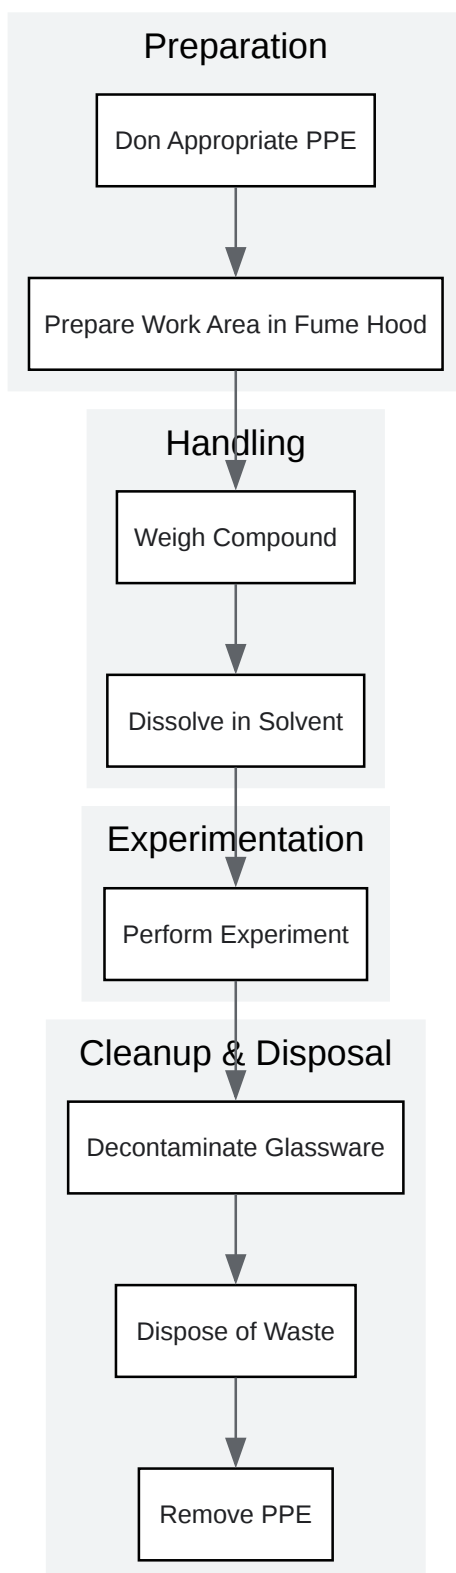 Preparation
Don Appropriate PPE
Prepare Work Area in Fume Hood
Handling
Weigh Compound
Dissolve in Solvent
Experimentation
Perform Experiment
Cleanup & Disposal
Decontaminate Glassware
Dispose of Waste
Remove PPE